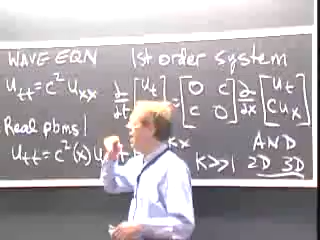 WAVE EQN 1st order system
u_tt = c² u_xx ∂/∂t [u_t ] = [0 c; c 0] ∂/∂x [u_t; cu_x]
Real pbms!
u_tt = c²(x) u
K>>1
AND
2D 3D